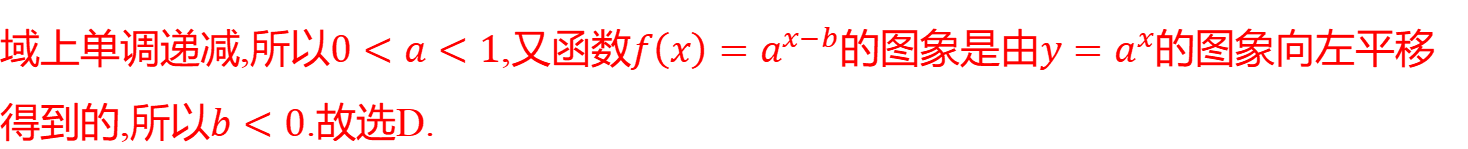 域上单调递减,所以0 < a < 1,又函数f(x) = a^{x−b}的图象是由y = a^x的图象向左平移
得到的,所以b < 0.故选D.